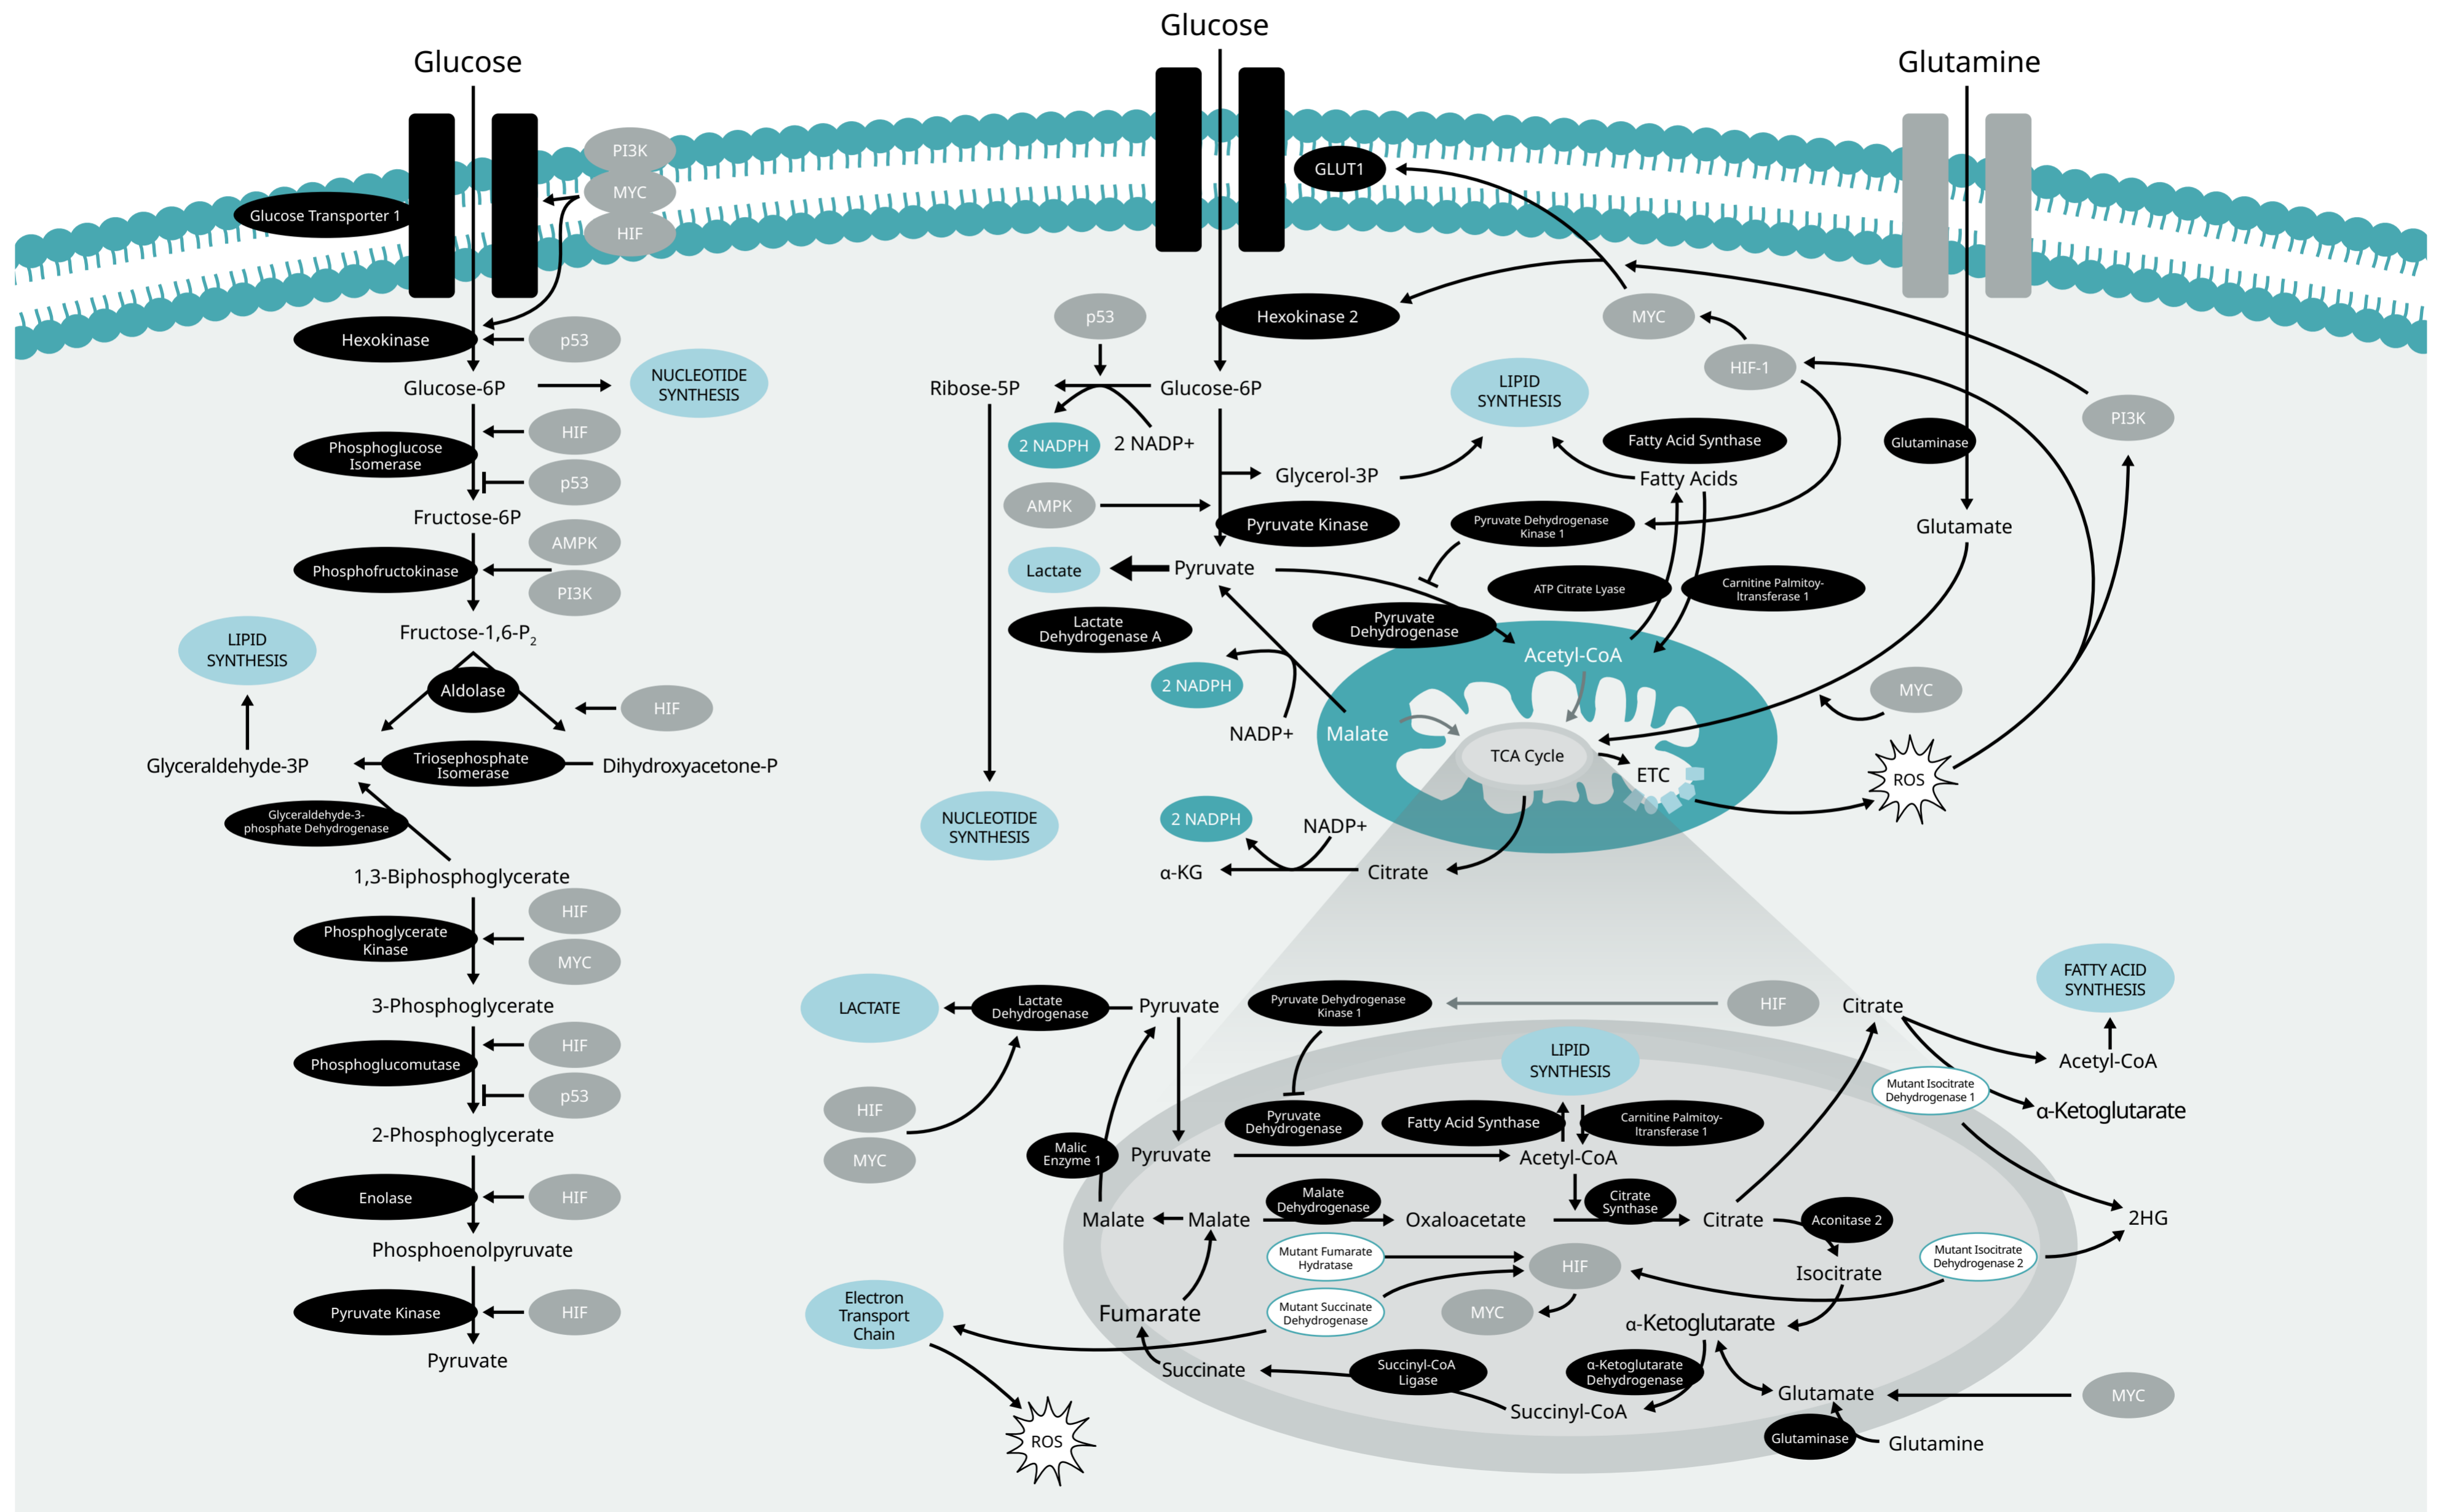 Glucose
PI3K
MYC
HIF
Glucose Transporter 1
Hexokinase
p53
Glucose-6P
NUCLEOTIDE
SYNTHESIS
HIF
Phosphoglucose
Isomerase
p53
Fructose-6P
AMPK
Phosphofructokinase
PI3K
Fructose-1,6-P2
LIPID
SYNTHESIS
Aldolase
HIF
Glyceraldehyde-3P
Triosephosphate
Isomerase
Dihydroxyacetone-P
Glyceraldehyde-3-
phosphate Dehydrogenase
1,3-Biphosphoglycerate
HIF
Phosphoglycerate
Kinase
MYC
3-Phosphoglycerate
HIF
Phosphoglucomutase
p53
2-Phosphoglycerate
Enolase
HIF
Phosphoenolpyruvate
Pyruvate Kinase
HIF
Pyruvate
Glucose
GLUT1
p53
Hexokinase 2
MYC
HIF-1
Ribose-5P
Glucose-6P
LIPID
SYNTHESIS
2 NADPH
2 NADP+
Fatty Acid Synthase
Glycerol-3P
Fatty Acids
AMPK
Pyruvate Kinase
Pyruvate Dehydrogenase
Kinase 1
Lactate
Pyruvate
ATP Citrate Lyase
Carnitine Palmitoy-
ltransferase 1
Lactate
Dehydrogenase A
Pyruvate
Dehydrogenase
Acetyl-CoA
2 NADPH
NADP+
Malate
TCA Cycle
ETC
2 NADPH
NADP+
NUCLEOTIDE
SYNTHESIS
α-KG
Citrate
Glutamine
PI3K
Glutaminase
Glutamate
MYC
ROS
LACTATE
Lactate
Dehydrogenase
Pyruvate
Pyruvate Dehydrogenase
Kinase 1
HIF
Citrate
FATTY ACID
SYNTHESIS
LIPID
SYNTHESIS
Acetyl-CoA
Mutant Isocitrate
Dehydrogenase 1
α-Ketoglutarate
HIF
MYC
Pyruvate
Dehydrogenase
Fatty Acid Synthase
Carnitine Palmitoy-
ltransferase 1
Malic
Enzyme 1
Pyruvate
Acetyl-CoA
Malate
Dehydrogenase
Citrate
Synthase
Malate
Malate
Oxaloacetate
Citrate
Aconitase 2
2HG
Mutant Fumarate
Hydratase
HIF
Isocitrate
Mutant Isocitrate
Dehydrogenase 2
Electron
Transport
Chain
Fumarate
Mutant Succinate
Dehydrogenase
MYC
α-Ketoglutarate
Succinate
Succinyl-CoA
Ligase
α-Ketoglutarate
Dehydrogenase
Glutamate
MYC
Succinyl-CoA
Glutaminase
Glutamine
ROS